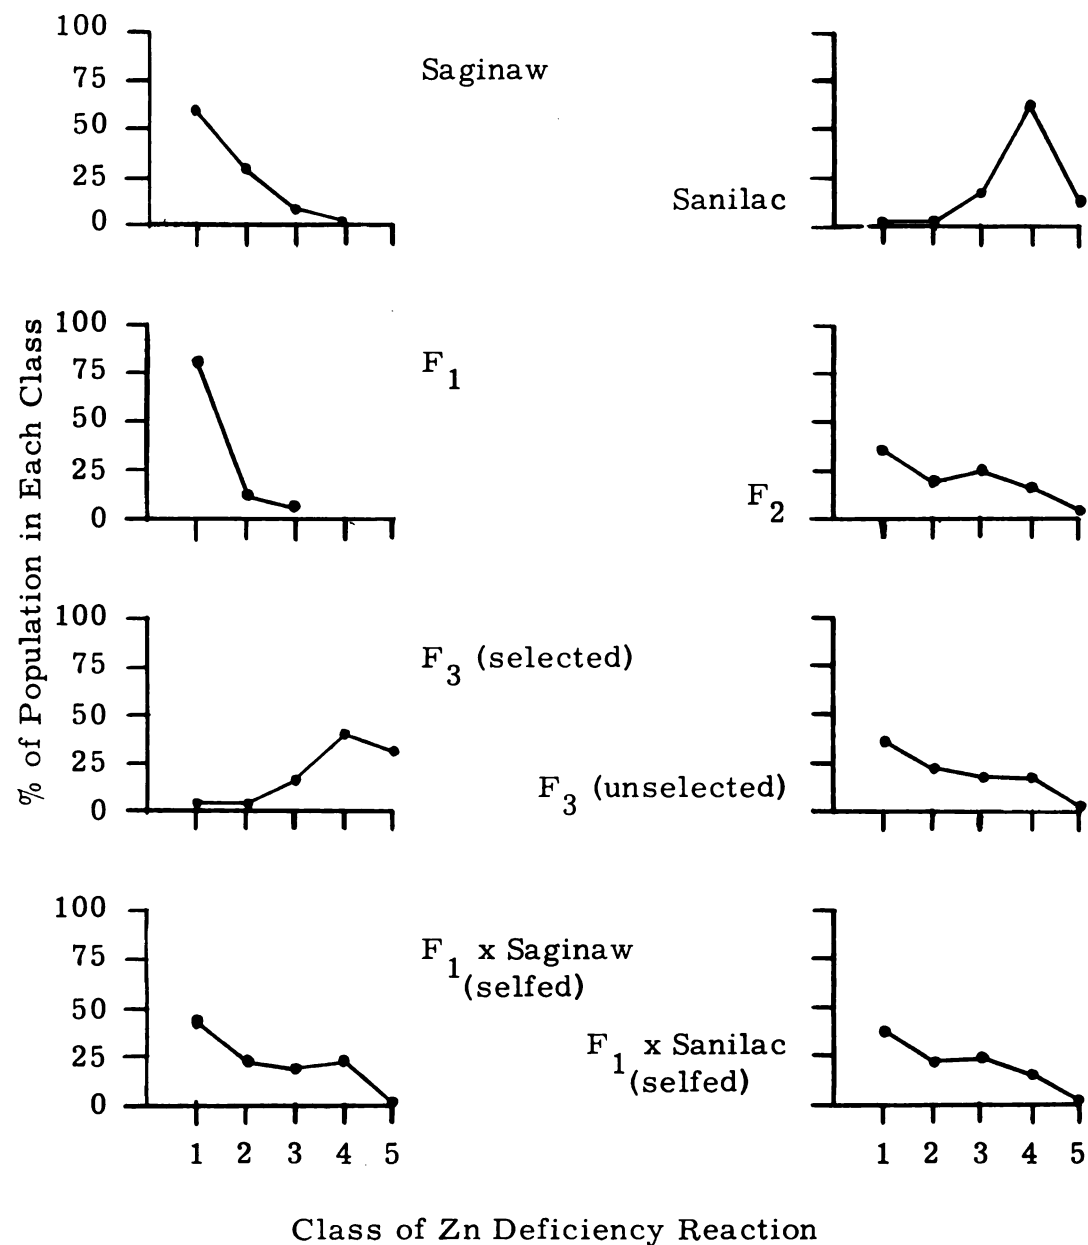 100
75
50
25
0
Saginaw
Sanilac
% of Population in Each Class
100
75
50
25
0
F1
F2
100
75
50
25
0
F3 (selected)
F3 (unselected)
100
75
50
25
0
F1 x Saginaw
(selfed)
F1 x Sanilac
(selfed)
1 2 3 4 5
1 2 3 4 5
Class of Zn Deficiency Reaction